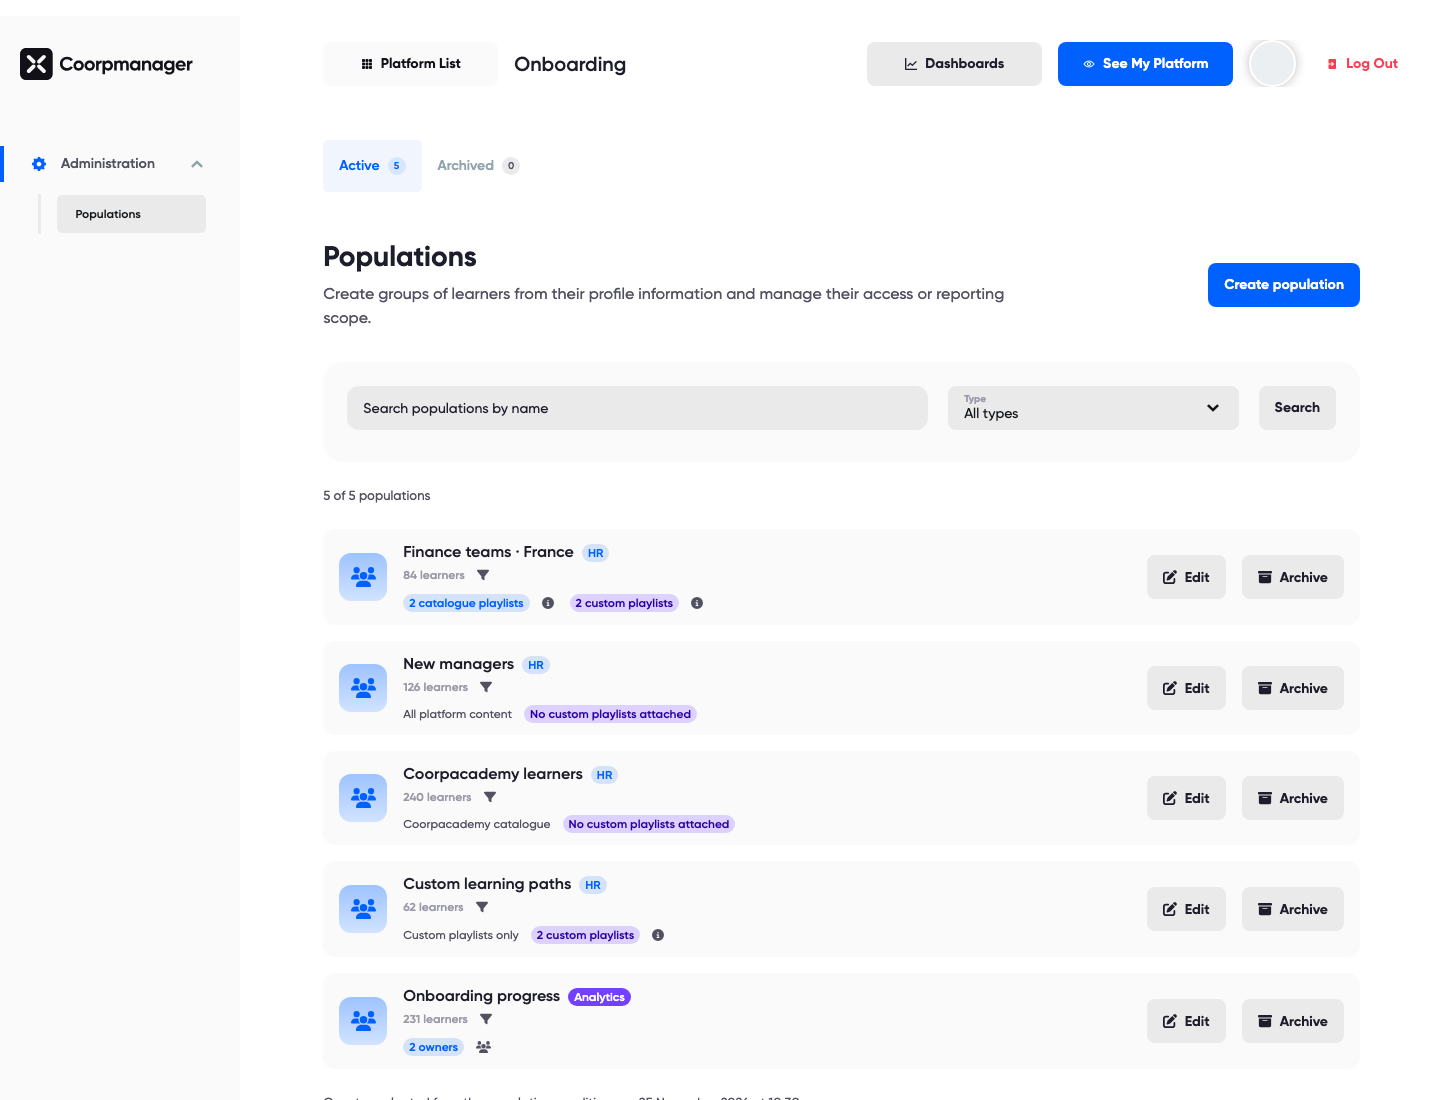 Coorpmanager
Platform List
Onboarding
Dashboards
See My Platform
Log Out
Administration
Populations
Active 5
Archived 0
Populations
Create groups of learners from their profile information and manage their access or reporting
scope.
Create population
Search populations by name
Type
All types
Search
5 of 5 populations
Finance teams · France HR
84 learners
2 catalogue playlists 2 custom playlists
Edit
Archive
New managers HR
126 learners
All platform content No custom playlists attached
Edit
Archive
Coorpacademy learners HR
240 learners
Coorpacademy catalogue No custom playlists attached
Edit
Archive
Custom learning paths HR
62 learners
Custom playlists only 2 custom playlists
Edit
Archive
Onboarding progress Analytics
231 learners
2 owners
Edit
Archive